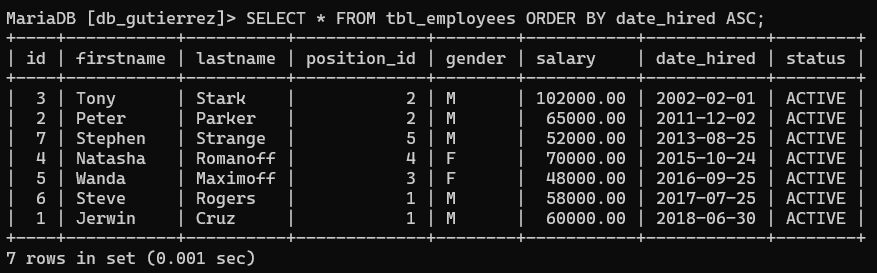 MariaDB [db_gutierrez]> SELECT * FROM tbl_employees ORDER BY date_hired ASC;
+----+-----------+----------+-------------+--------+-----------+------------+--------+
| id | firstname | lastname | position_id | gender | salary    | date_hired | status |
+----+-----------+----------+-------------+--------+-----------+------------+--------+
|  3 | Tony      | Stark    |           2 | M      | 102000.00 | 2002-02-01 | ACTIVE |
|  2 | Peter     | Parker   |           2 | M      |  65000.00 | 2011-12-02 | ACTIVE |
|  7 | Stephen   | Strange  |           5 | M      |  52000.00 | 2013-08-25 | ACTIVE |
|  4 | Natasha   | Romanoff |           4 | F      |  70000.00 | 2015-10-24 | ACTIVE |
|  5 | Wanda     | Maximoff |           3 | F      |  48000.00 | 2016-09-25 | ACTIVE |
|  6 | Steve     | Rogers   |           1 | M      |  58000.00 | 2017-07-25 | ACTIVE |
|  1 | Jerwin    | Cruz     |           1 | M      |  60000.00 | 2018-06-30 | ACTIVE |
+----+-----------+----------+-------------+--------+-----------+------------+--------+
7 rows in set (0.001 sec)